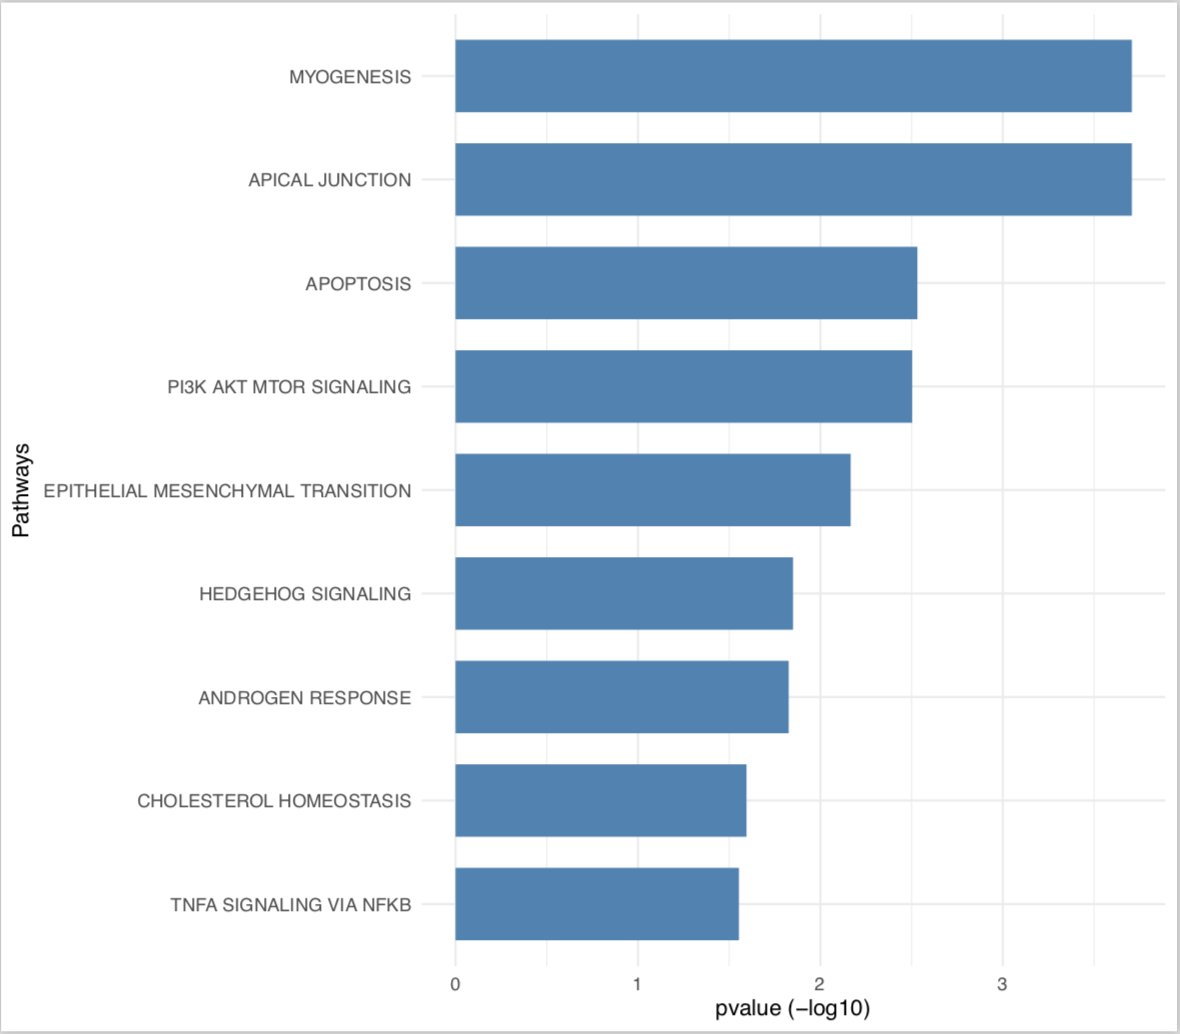 MYOGENESIS
APICAL JUNCTION
APOPTOSIS
PI3K AKT MTOR SIGNALING
EPITHELIAL MESENCHYMAL TRANSITION
HEDGEHOG SIGNALING
ANDROGEN RESPONSE
CHOLESTEROL HOMEOSTASIS
TNFA SIGNALING VIA NFKB
Pathways
0 1 2 3
pvalue (−log10)